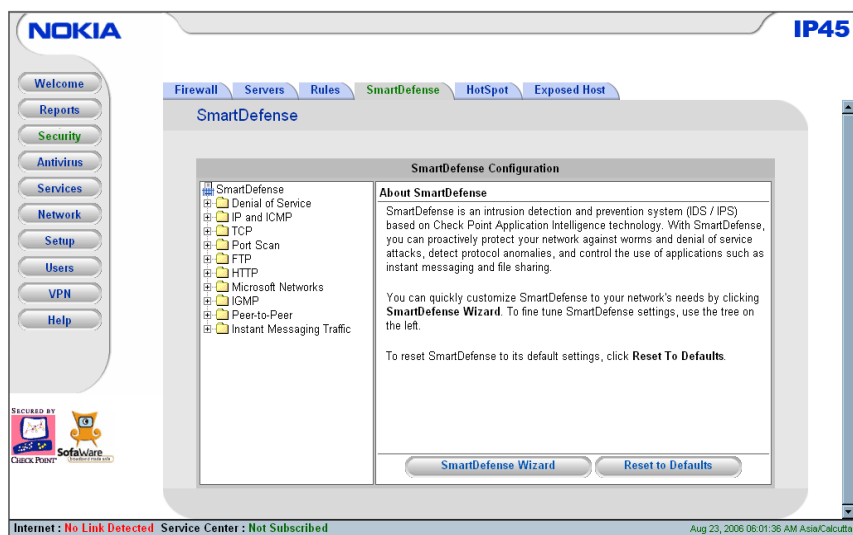 NOKIA
IP45
Welcome
Reports
Security
Antivirus
Services
Network
Setup
Users
VPN
Help
Firewall Servers Rules SmartDefense HotSpot Exposed Host
SmartDefense
SmartDefense Configuration
SmartDefense
Denial of Service
IP and ICMP
TCP
Port Scan
FTP
HTTP
Microsoft Networks
IGMP
Peer-to-Peer
Instant Messaging Traffic
About SmartDefense
SmartDefense is an intrusion detection and prevention system (IDS / IPS)
based on Check Point Application Intelligence technology. With SmartDefense,
you can proactively protect your network against worms and denial of service
attacks, detect protocol anomalies, and control the use of applications such as
instant messaging and file sharing.
You can quickly customize SmartDefense to your network's needs by clicking
SmartDefense Wizard. To fine tune SmartDefense settings, use the tree on
the left.
To reset SmartDefense to its default settings, click Reset To Defaults.
SmartDefense Wizard Reset to Defaults
SECURED BY
CHECK POINT
SofaWare
Internet : No Link Detected Service Center : Not Subscribed
Aug 23, 2006 06:01:36 AM Asia/Calcutta